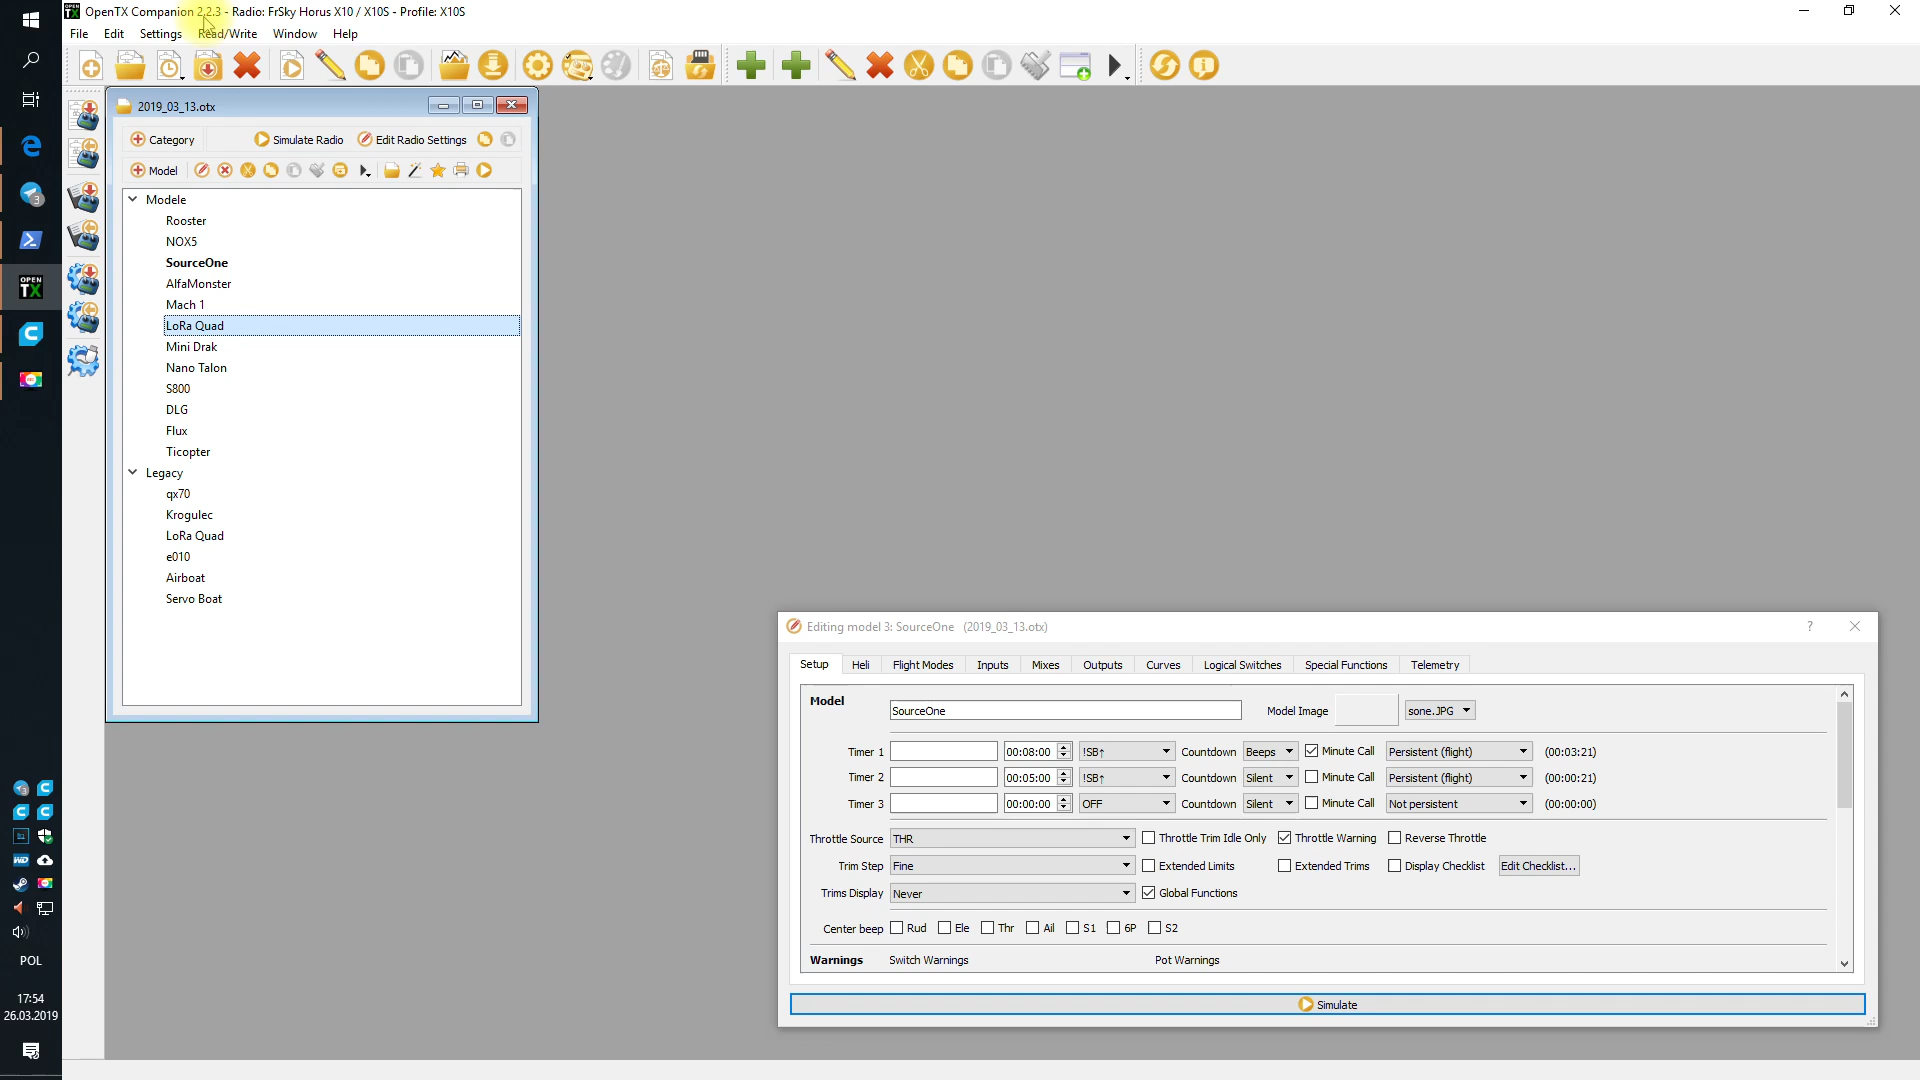 OpenTX Companion 2.2.3 - Radio: FrSky Horus X10 / X10S - Profile: X10S
File Edit Settings Read/Write Window Help
2019_03_13.otx
Category Simulate Radio Edit Radio Settings
Model
Modele
Rooster
NOX5
SourceOne
AlfaMonster
Mach 1
LoRa Quad
Mini Drak
Nano Talon
S800
DLG
Flux
Ticopter
Legacy
qx70
Krogulec
LoRa Quad
e010
Airboat
Servo Boat
Editing model 3: SourceOne (2019_03_13.otx)
Setup Heli Flight Modes Inputs Mixes Outputs Curves Logical Switches Special Functions Telemetry
Model SourceOne Model Image sone.JPG
Timer 1 00:08:00 !SB↑ Countdown Beeps Minute Call Persistent (flight) (00:03:21)
Timer 2 00:05:00 !SB↑ Countdown Silent Minute Call Persistent (flight) (00:00:21)
Timer 3 00:00:00 OFF Countdown Silent Minute Call Not persistent (00:00:00)
Throttle Source THR Throttle Trim Idle Only Throttle Warning Reverse Throttle
Trim Step Fine Extended Limits Extended Trims Display Checklist Edit Checklist...
Trims Display Never Global Functions
Center beep Rud Ele Thr Ail S1 6P S2
Warnings Switch Warnings Pot Warnings
Simulate
OPEN
TX
3
WD
POL
17:54
26.03.2019